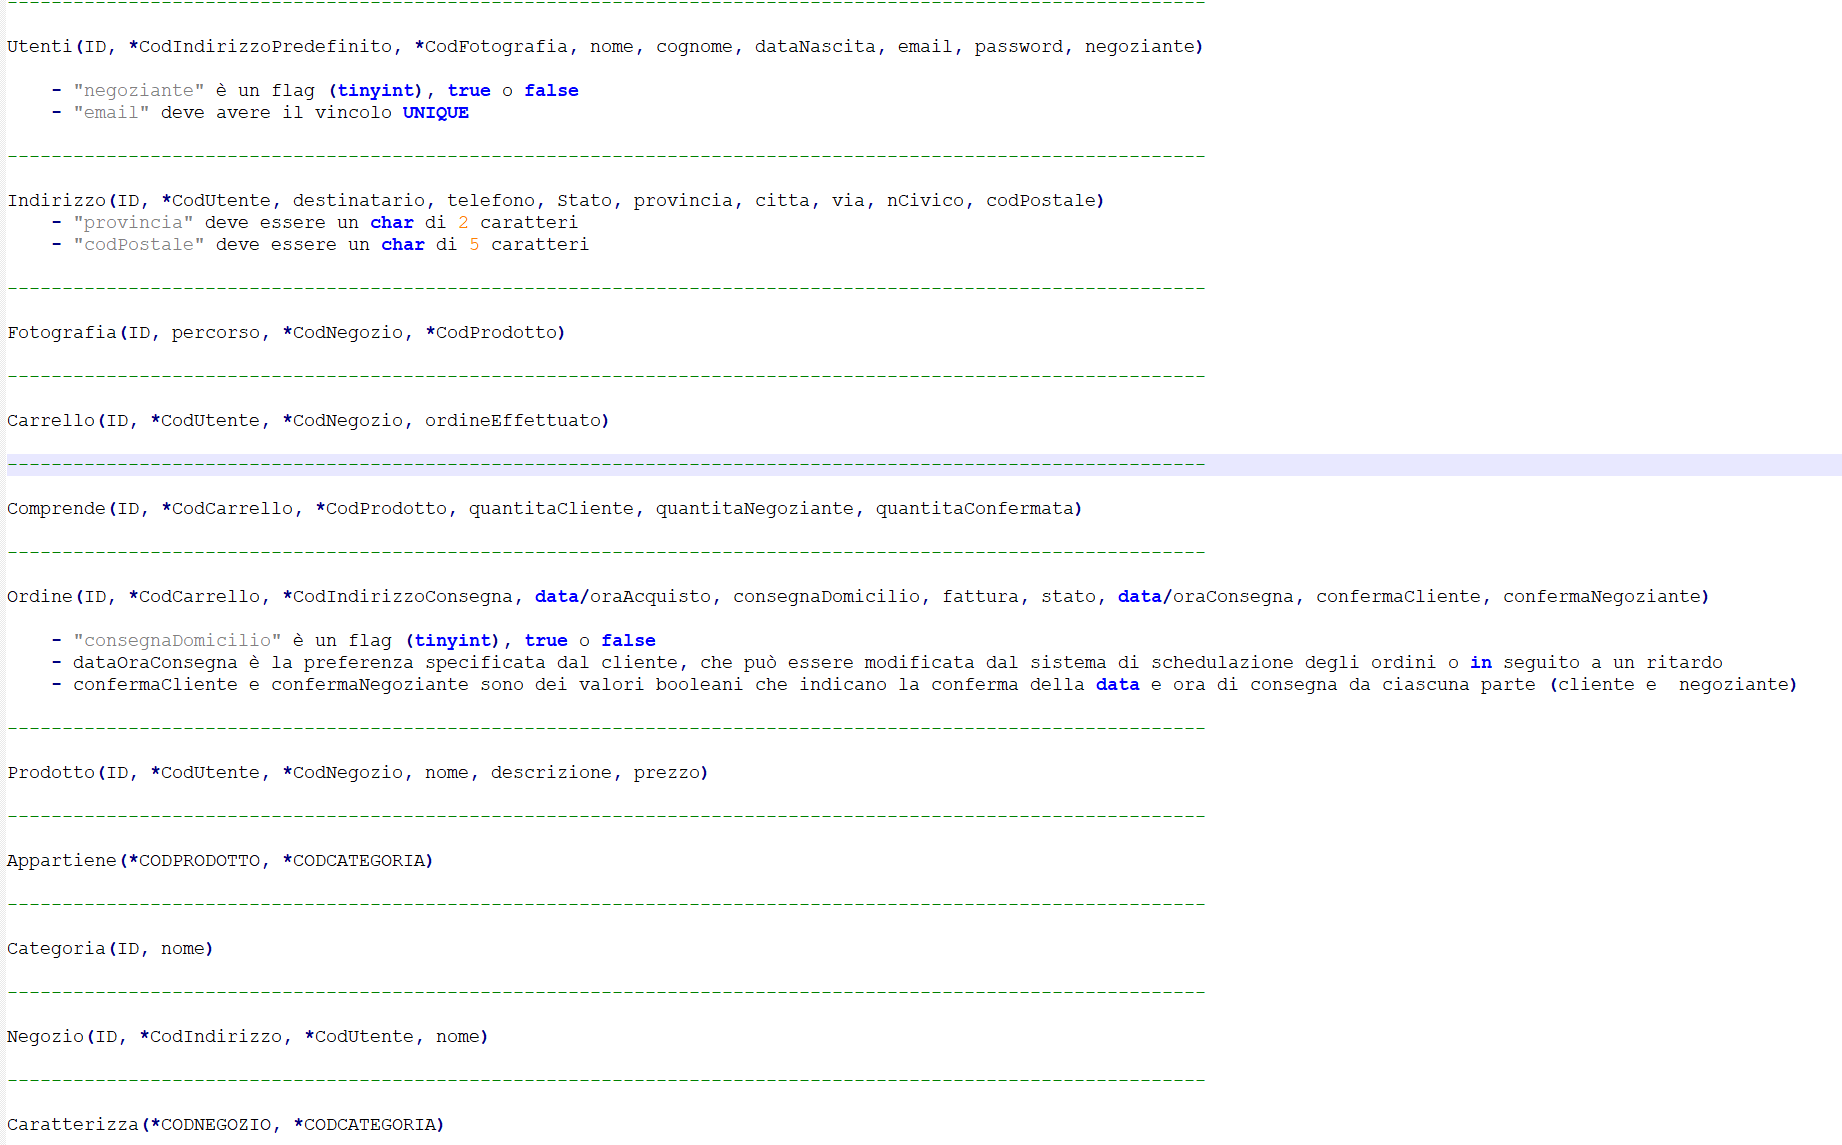 ------------------------------------------------------------------------------------------------------------
Utenti(ID, *CodIndirizzoPredefinito, *CodFotografia, nome, cognome, dataNascita, email, password, negoziante)
- "negoziante" è un flag (tinyint), true o false
- "email" deve avere il vincolo UNIQUE
------------------------------------------------------------------------------------------------------------
Indirizzo(ID, *CodUtente, destinatario, telefono, Stato, provincia, citta, via, nCivico, codPostale)
- "provincia" deve essere un char di 2 caratteri
- "codPostale" deve essere un char di 5 caratteri
------------------------------------------------------------------------------------------------------------
Fotografia(ID, percorso, *CodNegozio, *CodProdotto)
------------------------------------------------------------------------------------------------------------
Carrello(ID, *CodUtente, *CodNegozio, ordineEffettuato)
------------------------------------------------------------------------------------------------------------
Comprende(ID, *CodCarrello, *CodProdotto, quantitaCliente, quantitaNegoziante, quantitaConfermata)
------------------------------------------------------------------------------------------------------------
Ordine(ID, *CodCarrello, *CodIndirizzoConsegna, data/oraAcquisto, consegnaDomicilio, fattura, stato, data/oraConsegna, confermaCliente, confermaNegoziante)
- "consegnaDomicilio" è un flag (tinyint), true o false
- dataOraConsegna è la preferenza specificata dal cliente, che può essere modificata dal sistema di schedulazione degli ordini o in seguito a un ritardo
- confermaCliente e confermaNegoziante sono dei valori booleani che indicano la conferma della data e ora di consegna da ciascuna parte (cliente e  negoziante)
------------------------------------------------------------------------------------------------------------
Prodotto(ID, *CodUtente, *CodNegozio, nome, descrizione, prezzo)
------------------------------------------------------------------------------------------------------------
Appartiene(*CODPRODOTTO, *CODCATEGORIA)
------------------------------------------------------------------------------------------------------------
Categoria(ID, nome)
------------------------------------------------------------------------------------------------------------
Negozio(ID, *CodIndirizzo, *CodUtente, nome)
------------------------------------------------------------------------------------------------------------
Caratterizza(*CODNEGOZIO, *CODCATEGORIA)